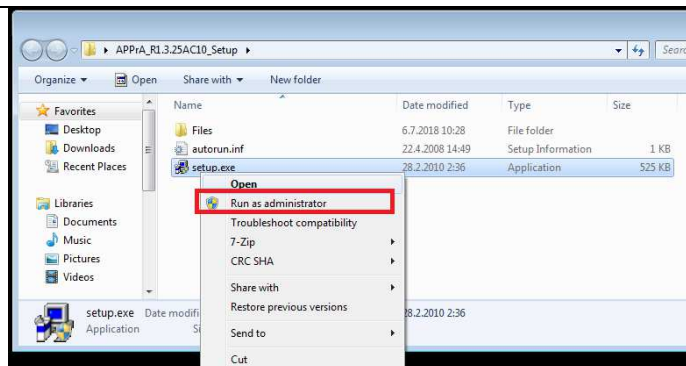 APPrA_R1.3.25AC10_Setup
Organize Open Share with New folder
Name Date modified Type Size
Favorites
Desktop
Downloads
Recent Places
Libraries
Documents
Music
Pictures
Videos
Files 6.7.2018 10:28 File folder
autorun.inf 22.4.2008 14:49 Setup Information 1 KB
setup.exe 28.2.2010 2:36 Application 525 KB
Open
Run as administrator
Troubleshoot compatibility
7-Zip
CRC SHA
Share with
Restore previous versions
Send to
Cut
setup.exe Date 28.2.2010 2:36
Application